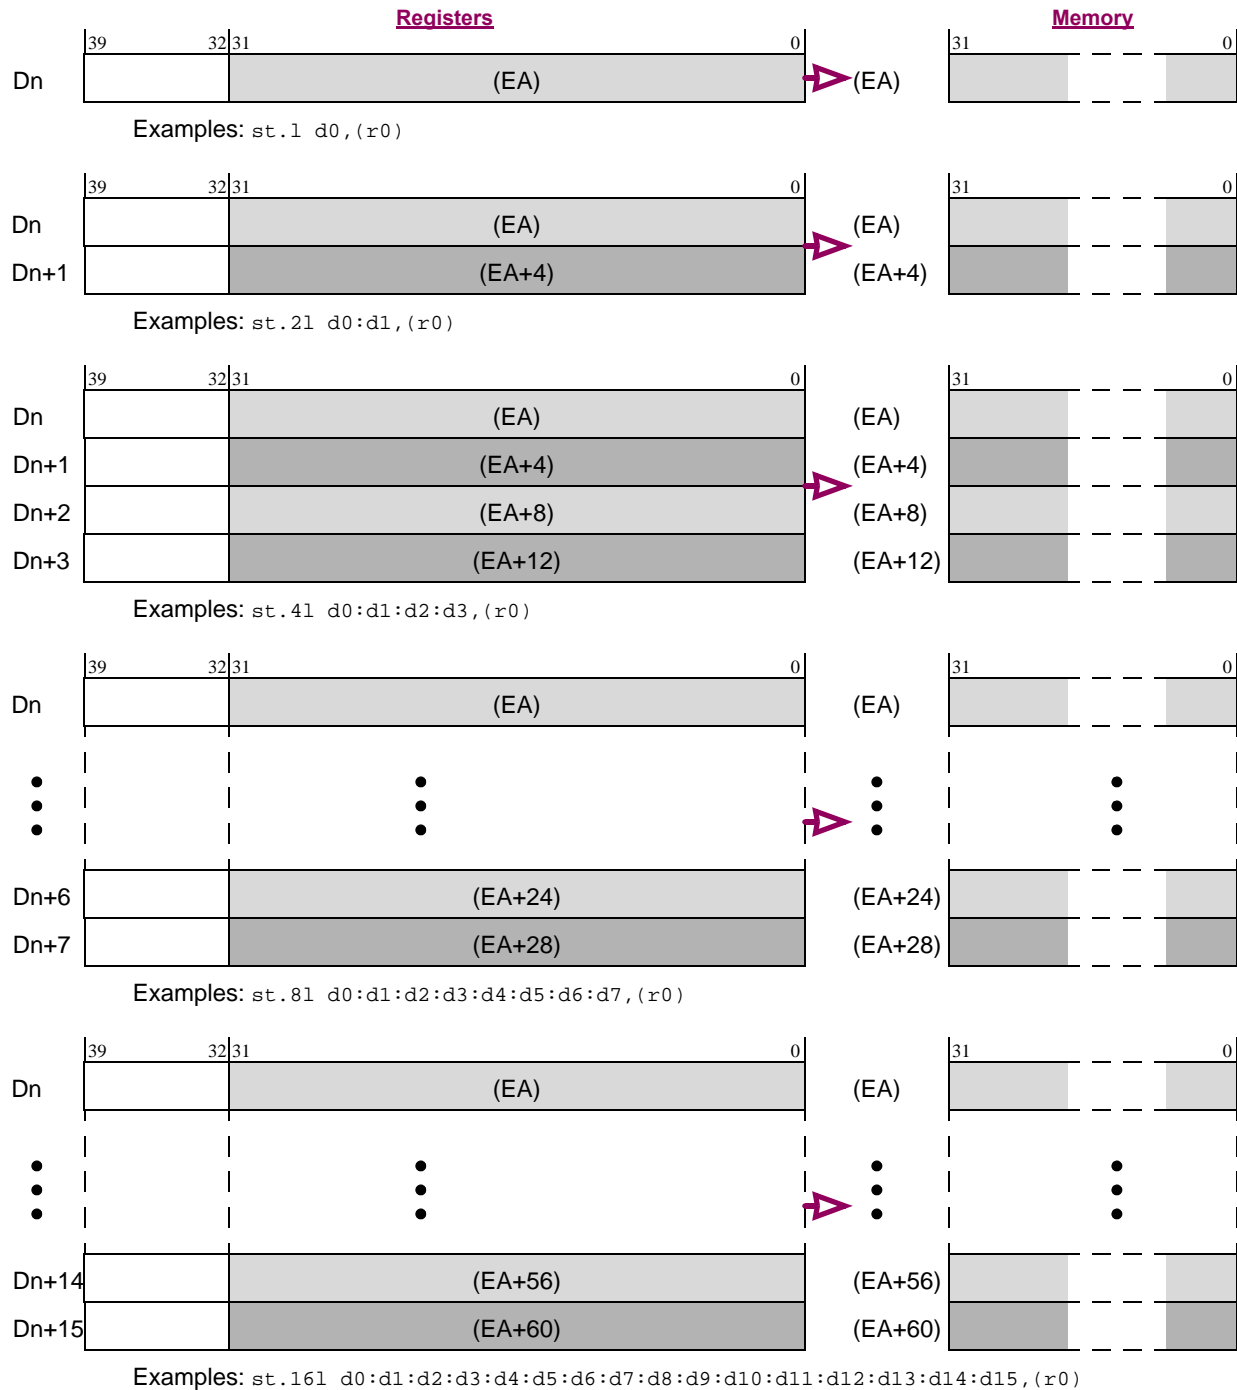 Registers Memory
39 32 31 0 31 0
Dn (EA) (EA)
Examples: st.l d0,(r0)
39 32 31 0 31 0
Dn (EA) (EA)
Dn+1 (EA+4) (EA+4)
Examples: st.2l d0:d1,(r0)
39 32 31 0 31 0
Dn (EA) (EA)
Dn+1 (EA+4) (EA+4)
Dn+2 (EA+8) (EA+8)
Dn+3 (EA+12) (EA+12)
Examples: st.4l d0:d1:d2:d3,(r0)
39 32 31 0 31 0
Dn (EA) (EA)
Dn+6 (EA+24) (EA+24)
Dn+7 (EA+28) (EA+28)
Examples: st.8l d0:d1:d2:d3:d4:d5:d6:d7,(r0)
39 32 31 0 31 0
Dn (EA) (EA)
Dn+14 (EA+56) (EA+56)
Dn+15 (EA+60) (EA+60)
Examples: st.16l d0:d1:d2:d3:d4:d5:d6:d7:d8:d9:d10:d11:d12:d13:d14:d15,(r0)